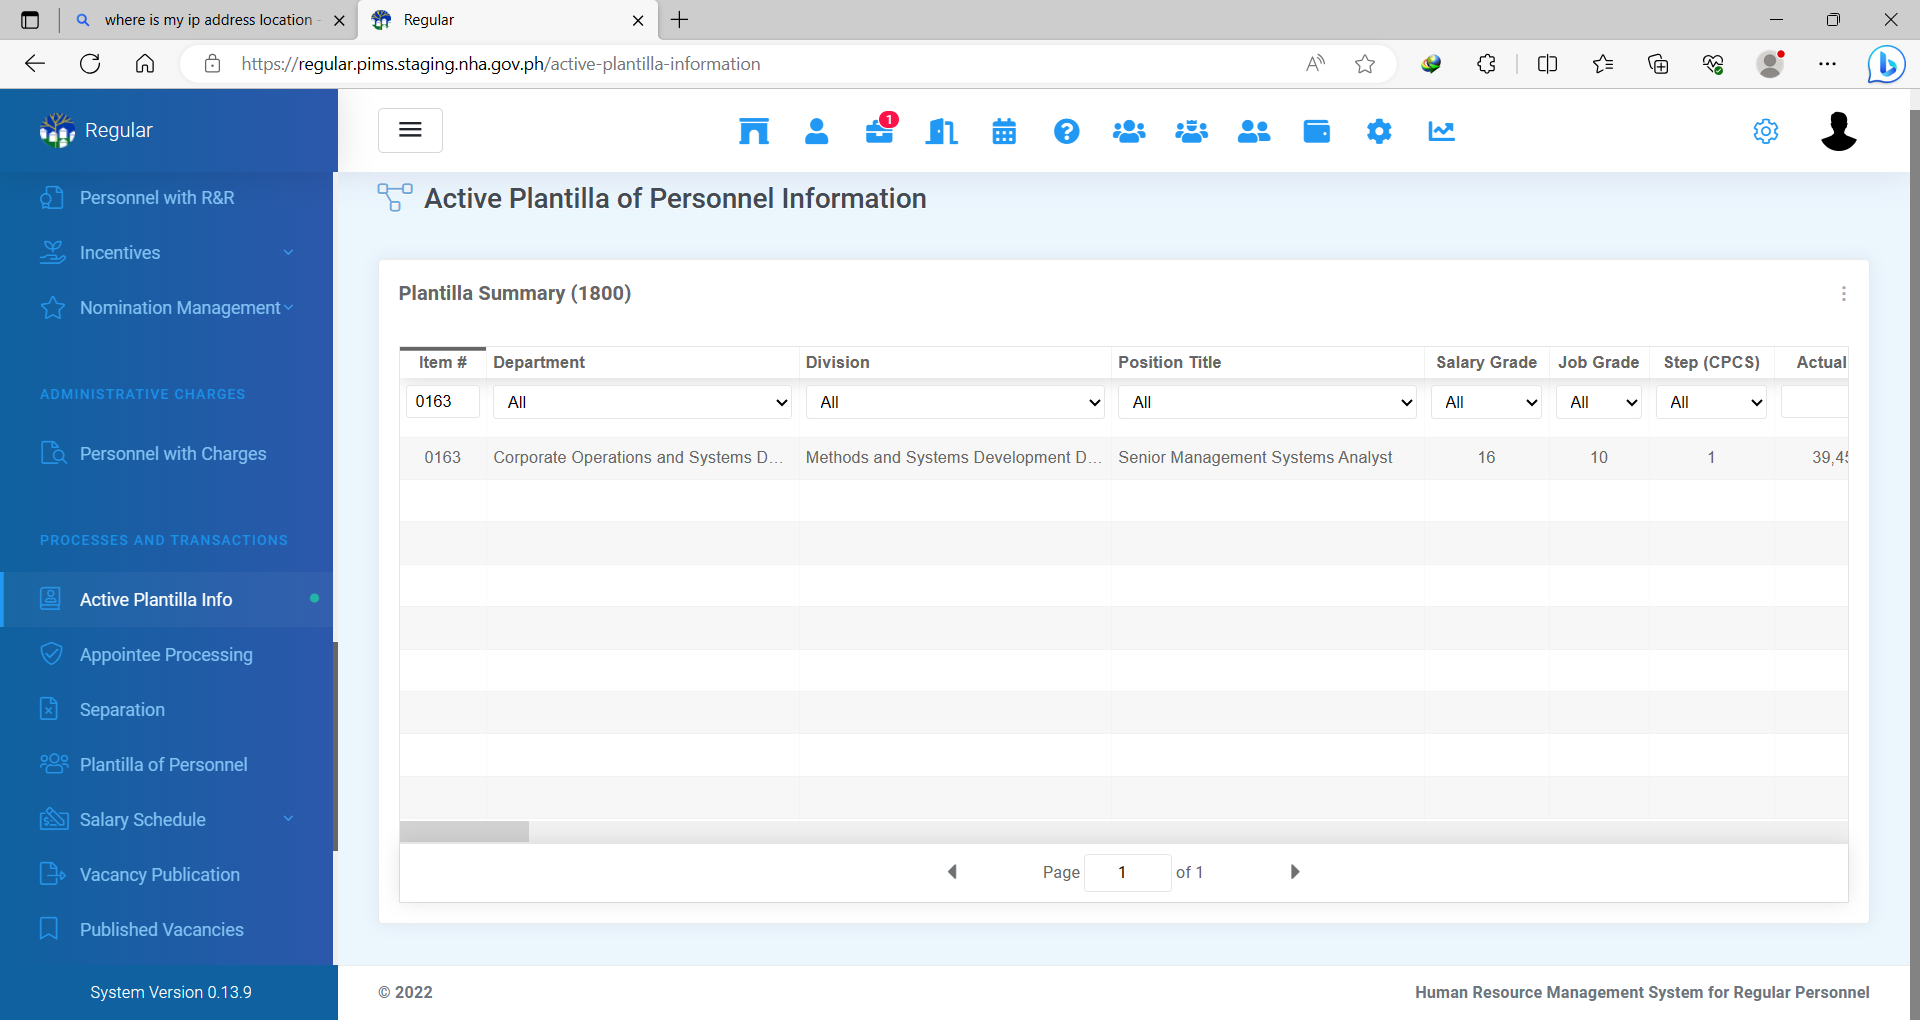 where is my ip address location
Regular
https://regular.pims.staging.nha.gov.ph/active-plantilla-information
Regular
1
Personnel with R&R
Incentives
Nomination Management
ADMINISTRATIVE CHARGES
Personnel with Charges
PROCESSES AND TRANSACTIONS
Active Plantilla Info
Appointee Processing
Separation
Plantilla of Personnel
Salary Schedule
Vacancy Publication
Published Vacancies
System Version 0.13.9
Active Plantilla of Personnel Information
Plantilla Summary (1800)
Item # Department Division Position Title Salary Grade Job Grade Step (CPCS) Actual
0163 All All All All All All
0163 Corporate Operations and Systems D... Methods and Systems Development D... Senior Management Systems Analyst 16 10 1 39,45
Page 1 of 1
© 2022
Human Resource Management System for Regular Personnel